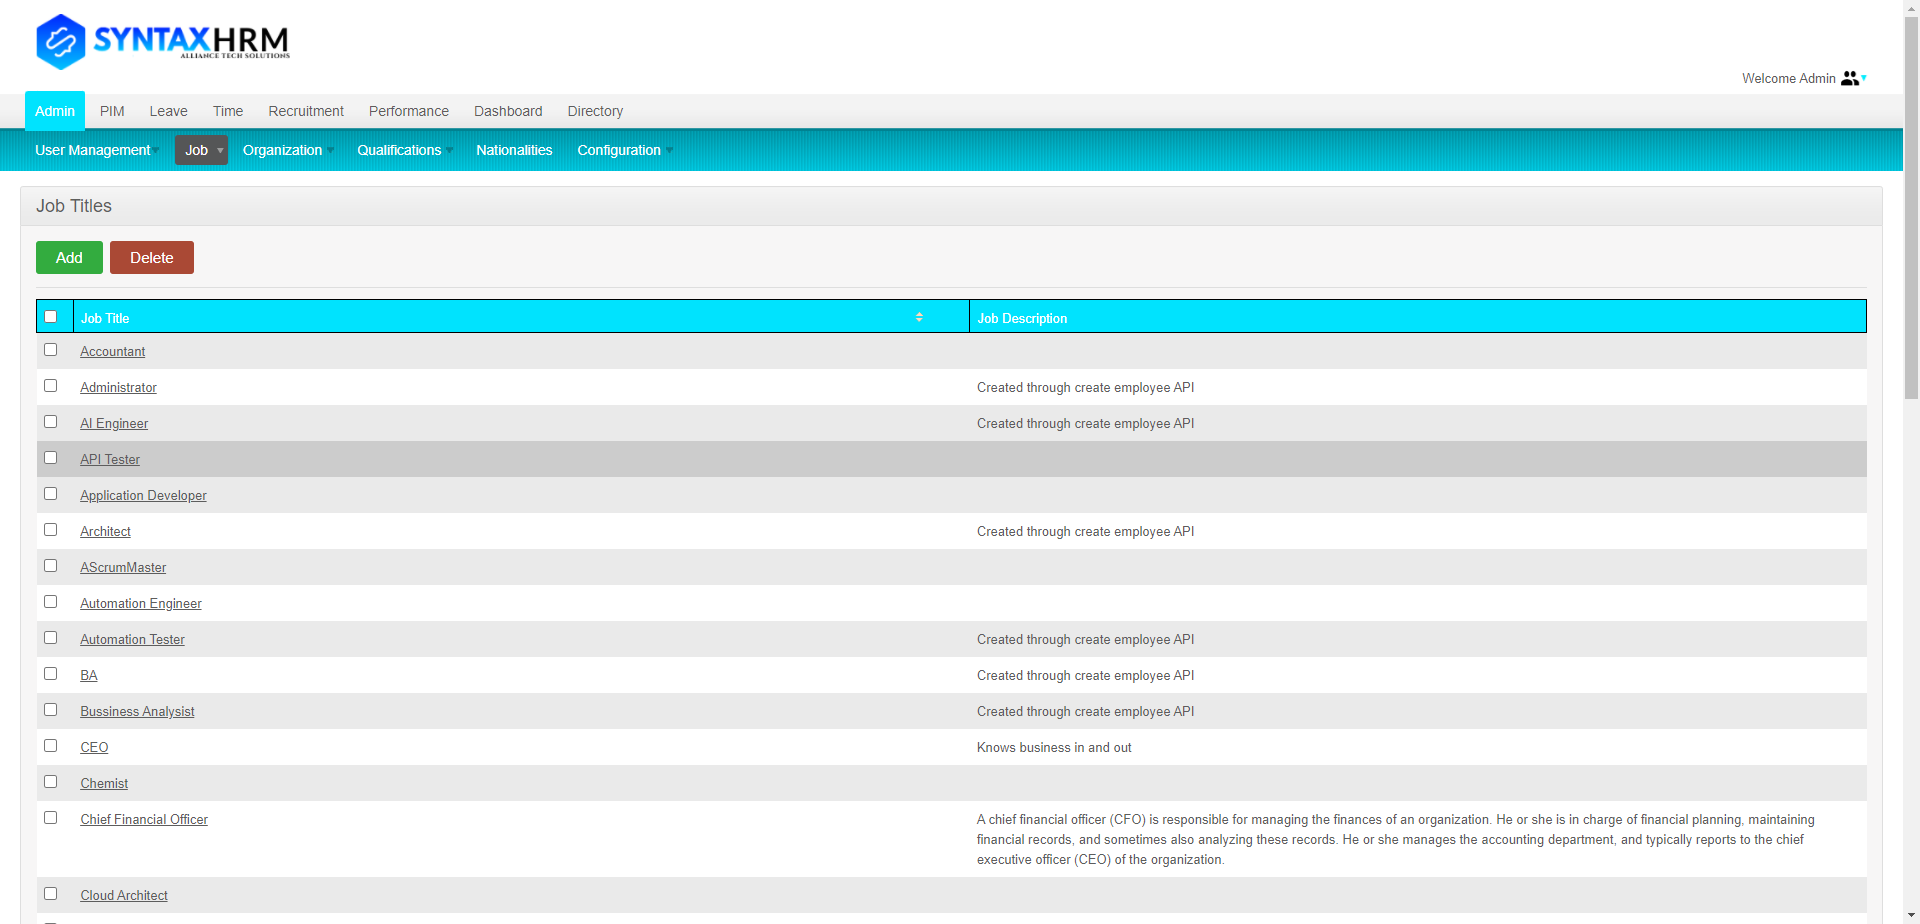 SYNTAXHRM
ALLIANCE TECH SOLUTIONS
Welcome Admin
Admin PIM Leave Time Recruitment Performance Dashboard Directory
User Management Job Organization Qualifications Nationalities Configuration
Job Titles
Add Delete
Job Title Job Description
Accountant
Administrator Created through create employee API
AI Engineer Created through create employee API
API Tester
Application Developer
Architect Created through create employee API
AScrumMaster
Automation Engineer
Automation Tester Created through create employee API
BA Created through create employee API
Bussiness Analysist Created through create employee API
CEO Knows business in and out
Chemist
Chief Financial Officer A chief financial officer (CFO) is responsible for managing the finances of an organization. He or she is in charge of financial planning, maintaining
financial records, and sometimes also analyzing these records. He or she manages the accounting department, and typically reports to the chief
executive officer (CEO) of the organization.
Cloud Architect